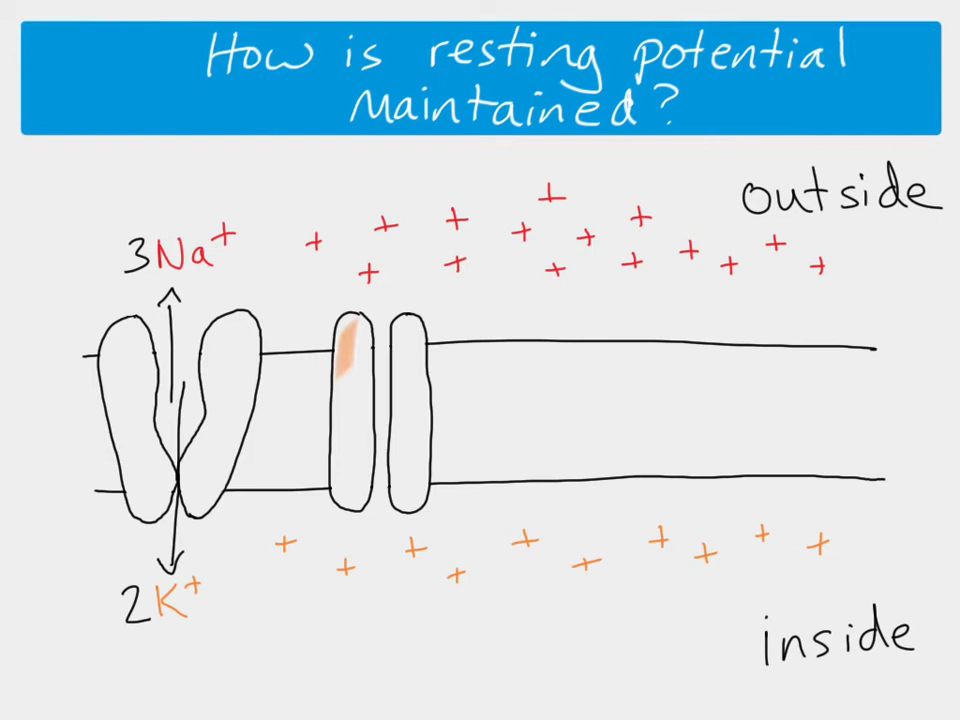 How is resting potential
Maintained?
outside
3Na+
2K+
inside